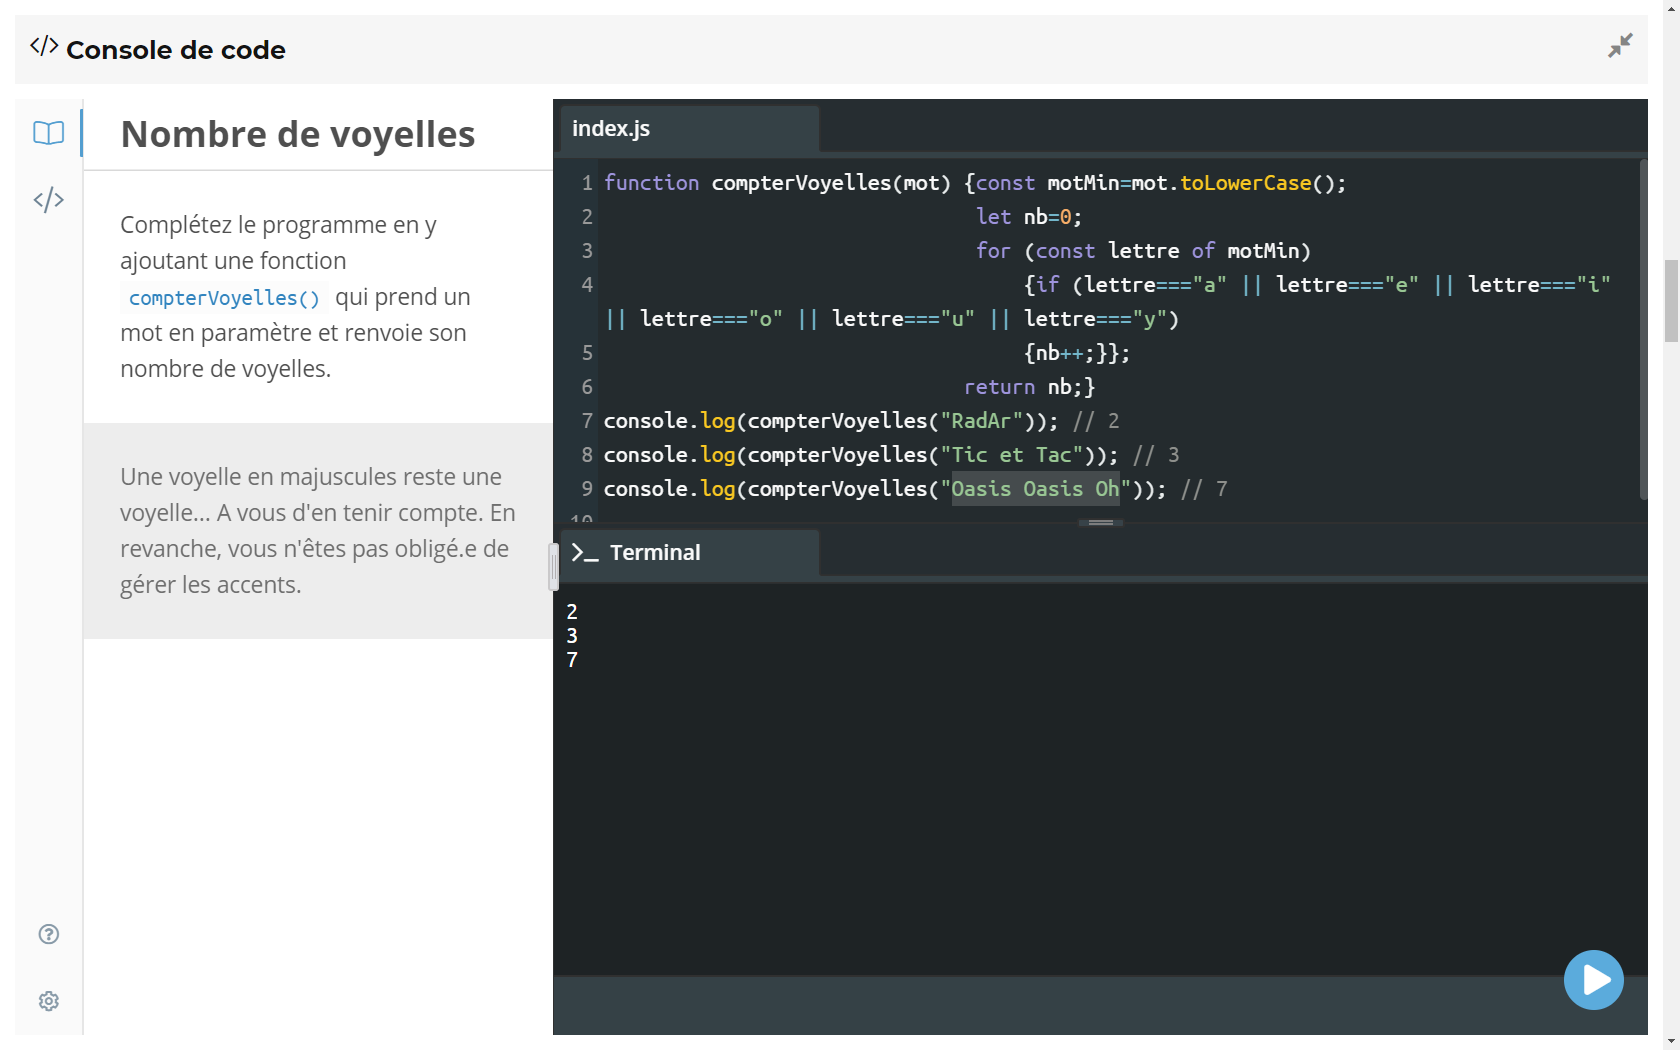 </> Console de code
Nombre de voyelles
Complétez le programme en y
ajoutant une fonction
compterVoyelles() qui prend un
mot en paramètre et renvoie son
nombre de voyelles.
Une voyelle en majuscules reste une
voyelle... A vous d'en tenir compte. En
revanche, vous n'êtes pas obligé.e de
gérer les accents.
index.js
1 function compterVoyelles(mot) {const motMin=mot.toLowerCase();
2 let nb=0;
3 for (const lettre of motMin)
4 {if (lettre==="a" || lettre==="e" || lettre==="i"
|| lettre==="o" || lettre==="u" || lettre==="y")
5 {nb++;}};
6 return nb;}
7 console.log(compterVoyelles("RadAr")); // 2
8 console.log(compterVoyelles("Tic et Tac")); // 3
9 console.log(compterVoyelles("Oasis Oasis Oh")); // 7
10
>_ Terminal
2
3
7